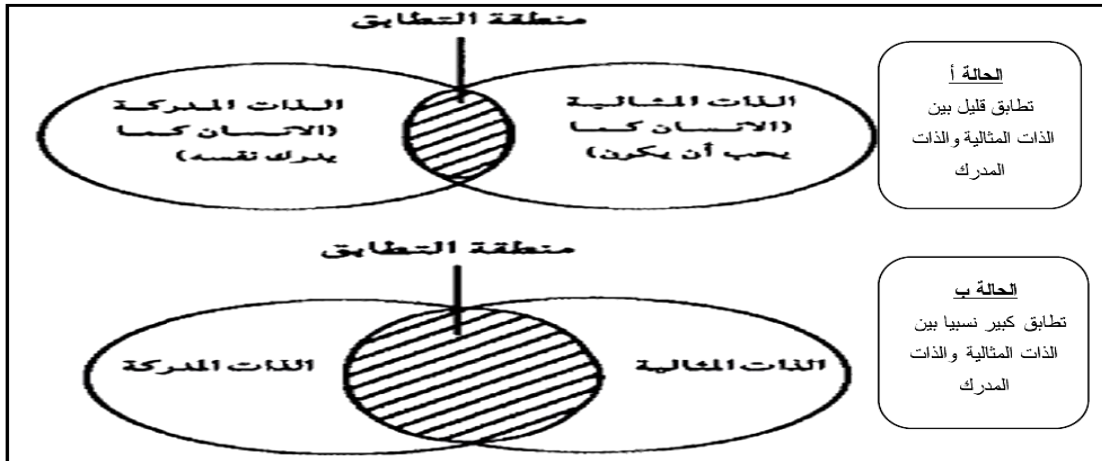 منطقة التطابق
الذات المدركة
(الانسان كما
يدرك نفسه)
الذات المثالية
(الانسان كما
يحب أن يكون)
الحالة أ
تطابق قليل بين
الذات المثالية والذات
المدرك
منطقة التطابق
الذات المدركة
الذات المثالية
الحالة ب
تطابق كبير نسبيا بين
الذات المثالية والذات
المدرك